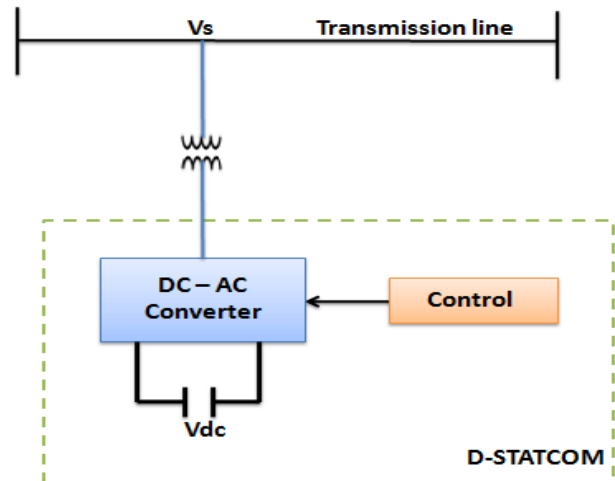 Vs Transmission line
DC – AC
Converter
Control
Vdc
D-STATCOM